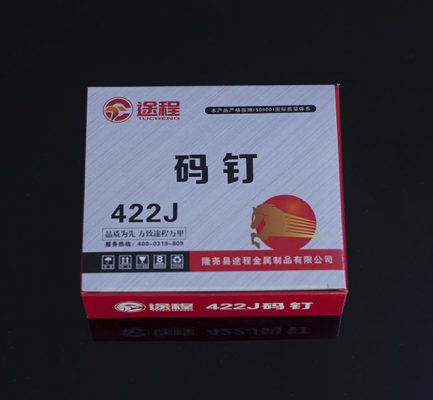 途程
TUCHENG
本产品严格按照ISO9001国际质量体系
码钉
422J
品质为先 方致途程万里
服务热线：400-0319-809
隆尧县途程金属制品有限公司
途程 422J码钉